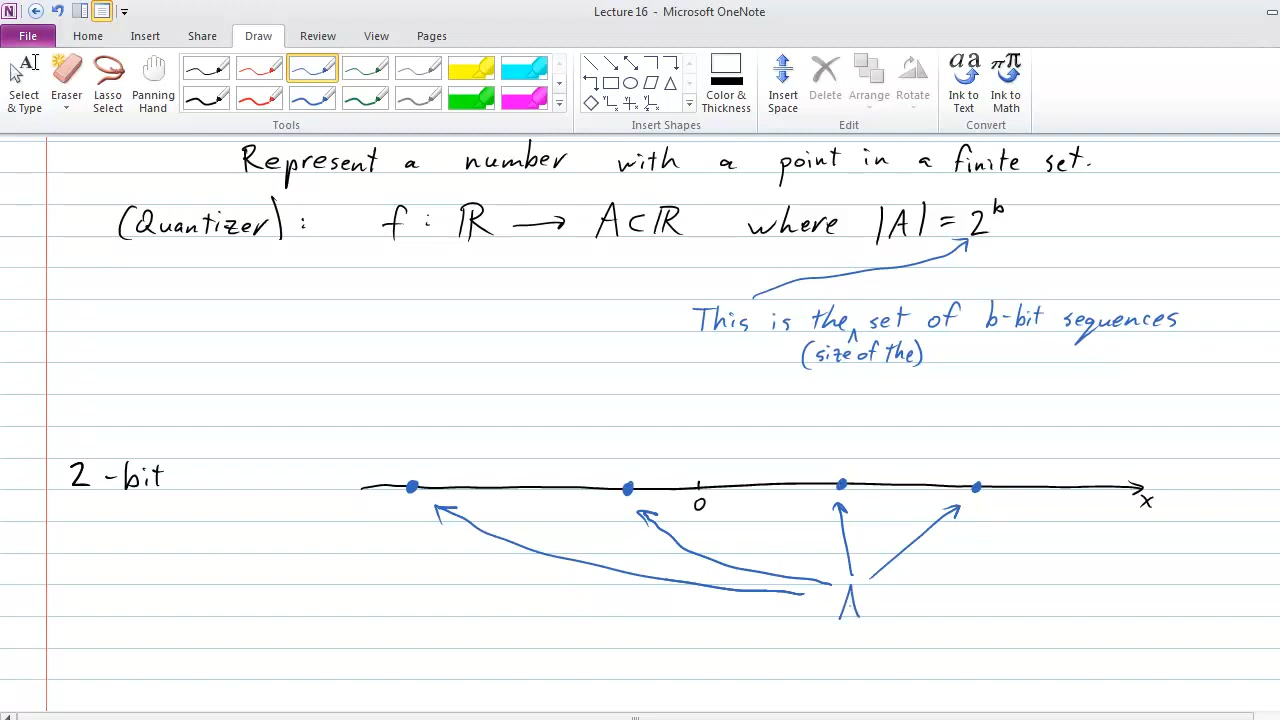 Lecture 16 - Microsoft OneNote
File Home Insert Share Draw Review View Pages
Select & Type Eraser Lasso Select Panning Hand Color & Thickness Insert Space Delete Arrange Rotate Ink to Text Ink to Math
Tools Insert Shapes Edit Convert
Represent a number with a point in a finite set.
(Quantizer): f : ℝ → A ⊂ ℝ where |A| = 2^b
This is the ^ set of b-bit sequences
(size of the)
2-bit
0 x
A